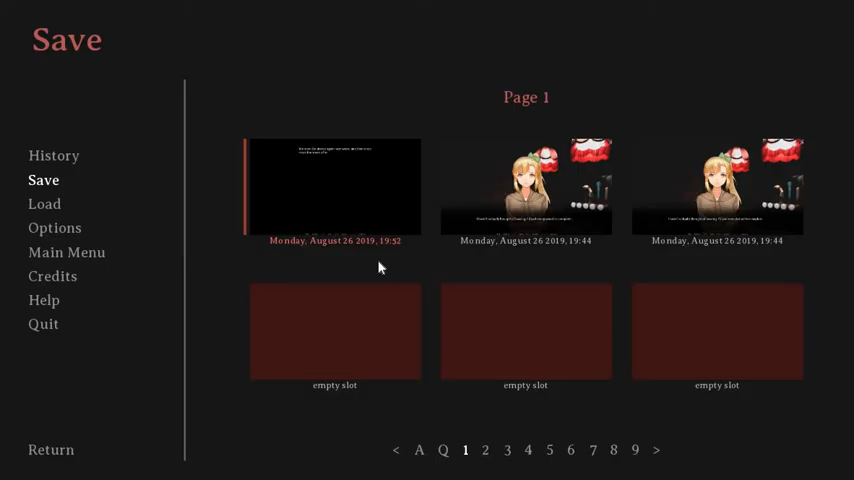 Save
Page 1
History
Save
Load
Options
Main Menu
Credits
Help
Quit
Return
Monday, August 26 2019, 19:52
Monday, August 26 2019, 19:44
Monday, August 26 2019, 19:44
empty slot
empty slot
empty slot
< A Q 1 2 3 4 5 6 7 8 9 >